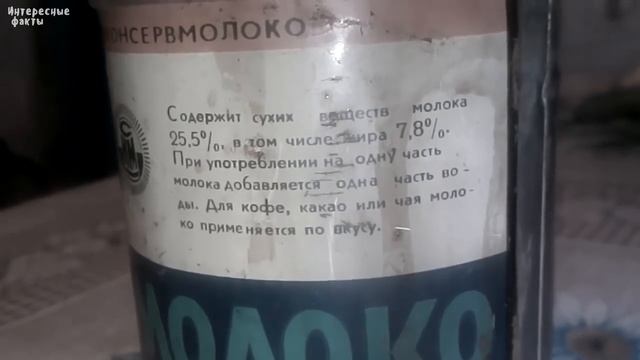 Интересные
факты
КОНСЕРВМОЛОКО
Содержит сухих веществ молока
25,5%, в том числе жира 7,8%.
При употреблении на одну часть
молока добавляется одна часть во-
ды. Для кофе, какао или чая моло-
ко применяется по вкусу.
МОЛОКО